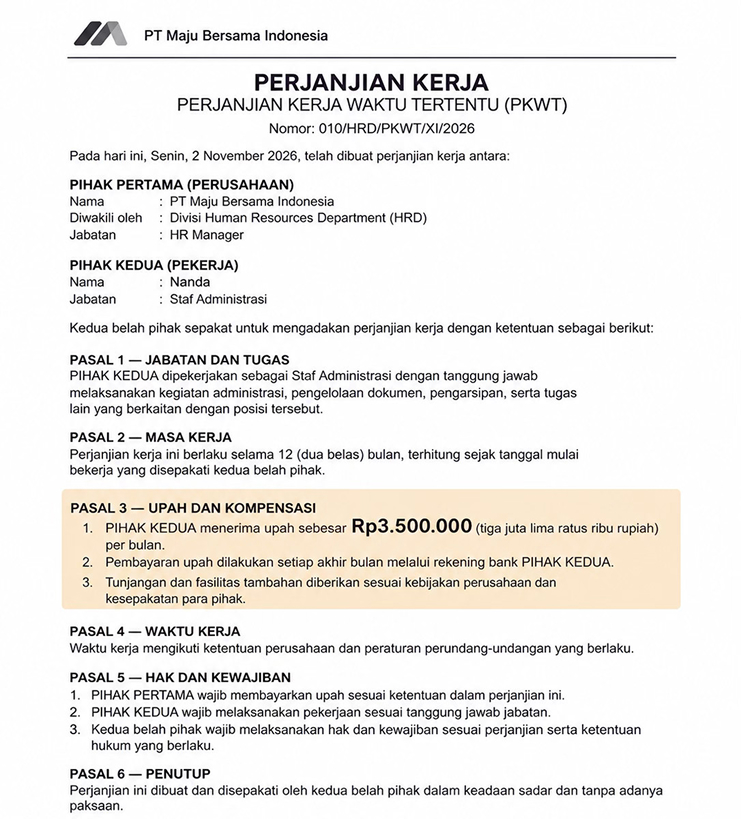 PT Maju Bersama Indonesia
PERJANJIAN KERJA
PERJANJIAN KERJA WAKTU TERTENTU (PKWT)
Nomor: 010/HRD/PKWT/XI/2026
Pada hari ini, Senin, 2 November 2026, telah dibuat perjanjian kerja antara:
PIHAK PERTAMA (PERUSAHAAN)
Nama : PT Maju Bersama Indonesia
Diwakili oleh : Divisi Human Resources Department (HRD)
Jabatan : HR Manager
PIHAK KEDUA (PEKERJA)
Nama : Nanda
Jabatan : Staf Administrasi
Kedua belah pihak sepakat untuk mengadakan perjanjian kerja dengan ketentuan sebagai berikut:
PASAL 1 — JABATAN DAN TUGAS
PIHAK KEDUA dipekerjakan sebagai Staf Administrasi dengan tanggung jawab
melaksanakan kegiatan administrasi, pengelolaan dokumen, pengarsipan, serta tugas
lain yang berkaitan dengan posisi tersebut.
PASAL 2 — MASA KERJA
Perjanjian kerja ini berlaku selama 12 (dua belas) bulan, terhitung sejak tanggal mulai
bekerja yang disepakati kedua belah pihak.
PASAL 3 — UPAH DAN KOMPENSASI
1. PIHAK KEDUA menerima upah sebesar Rp3.500.000 (tiga juta lima ratus ribu rupiah)
per bulan.
2. Pembayaran upah dilakukan setiap akhir bulan melalui rekening bank PIHAK KEDUA.
3. Tunjangan dan fasilitas tambahan diberikan sesuai kebijakan perusahaan dan
kesepakatan para pihak.
PASAL 4 — WAKTU KERJA
Waktu kerja mengikuti ketentuan perusahaan dan peraturan perundang-undangan yang berlaku.
PASAL 5 — HAK DAN KEWAJIBAN
1. PIHAK PERTAMA wajib membayarkan upah sesuai ketentuan dalam perjanjian ini.
2. PIHAK KEDUA wajib melaksanakan pekerjaan sesuai tanggung jawab jabatan.
3. Kedua belah pihak wajib melaksanakan hak dan kewajiban sesuai perjanjian serta ketentuan
hukum yang berlaku.
PASAL 6 — PENUTUP
Perjanjian ini dibuat dan disepakati oleh kedua belah pihak dalam keadaan sadar dan tanpa adanya
paksaan.